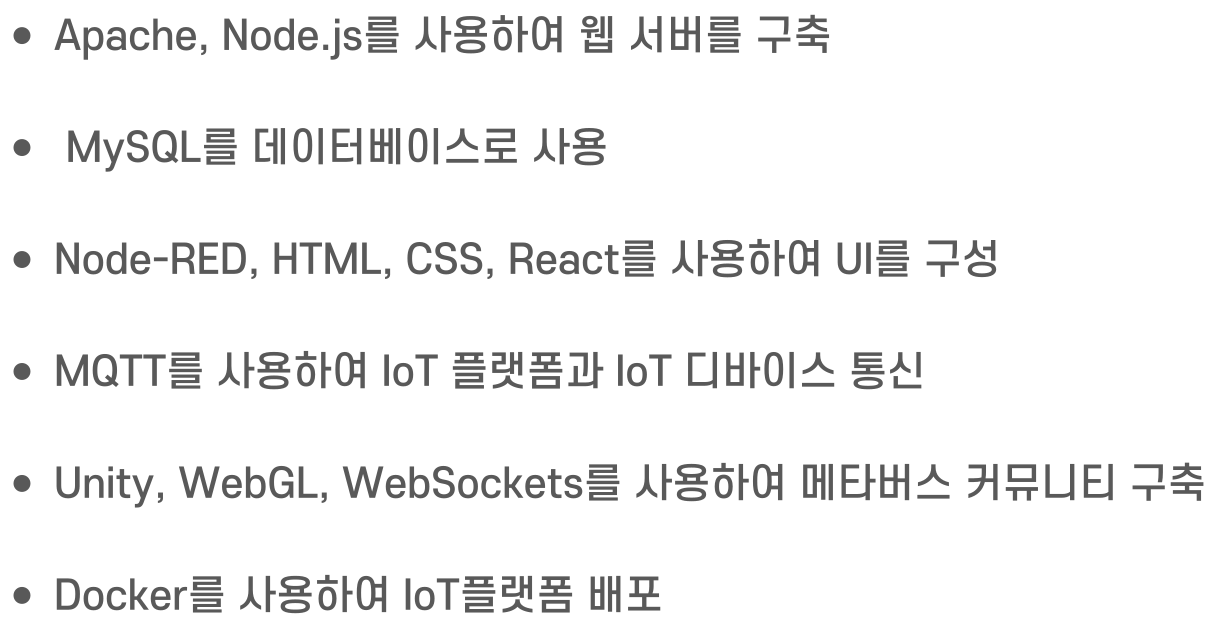 • Apache, Node.js를 사용하여 웹 서버를 구축
• MySQL를 데이터베이스로 사용
• Node-RED, HTML, CSS, React를 사용하여 UI를 구성
• MQTT를 사용하여 IoT 플랫폼과 IoT 디바이스 통신
• Unity, WebGL, WebSockets를 사용하여 메타버스 커뮤니티 구축
• Docker를 사용하여 IoT플랫폼 배포